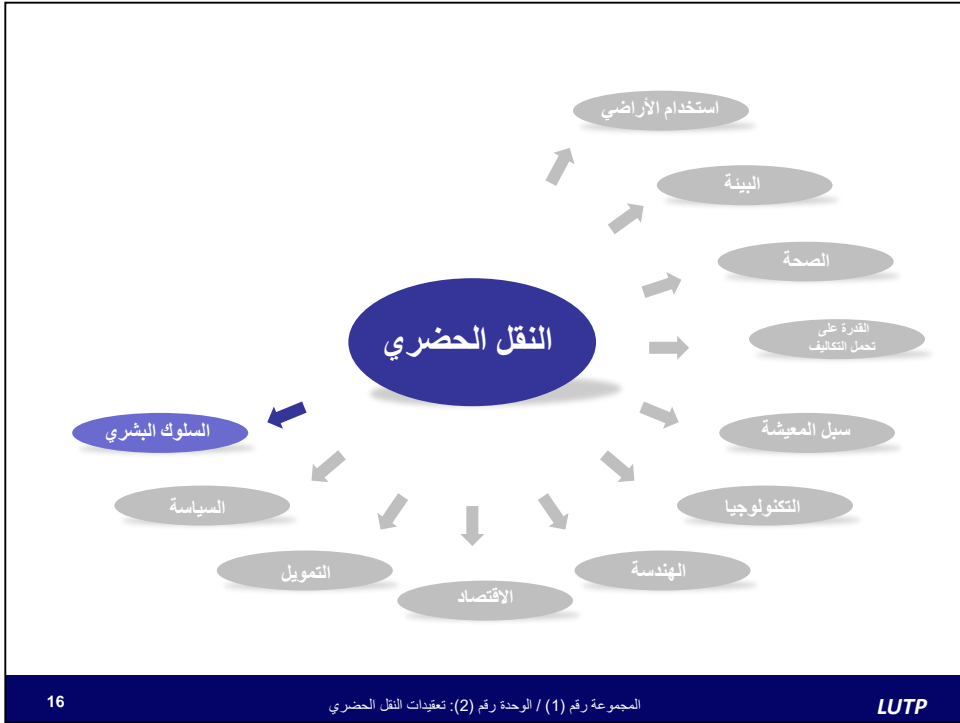 استخدام الأراضي
البيئة
الصحة
القدرة على
تحمل التكاليف
النقل الحضري
سبل المعيشة
السلوك البشري
التكنولوجيا
السياسة
الهندسة
التمويل
الاقتصاد
16
المجموعة رقم (1) / الوحدة رقم (2): تعقيدات النقل الحضري
LUTP